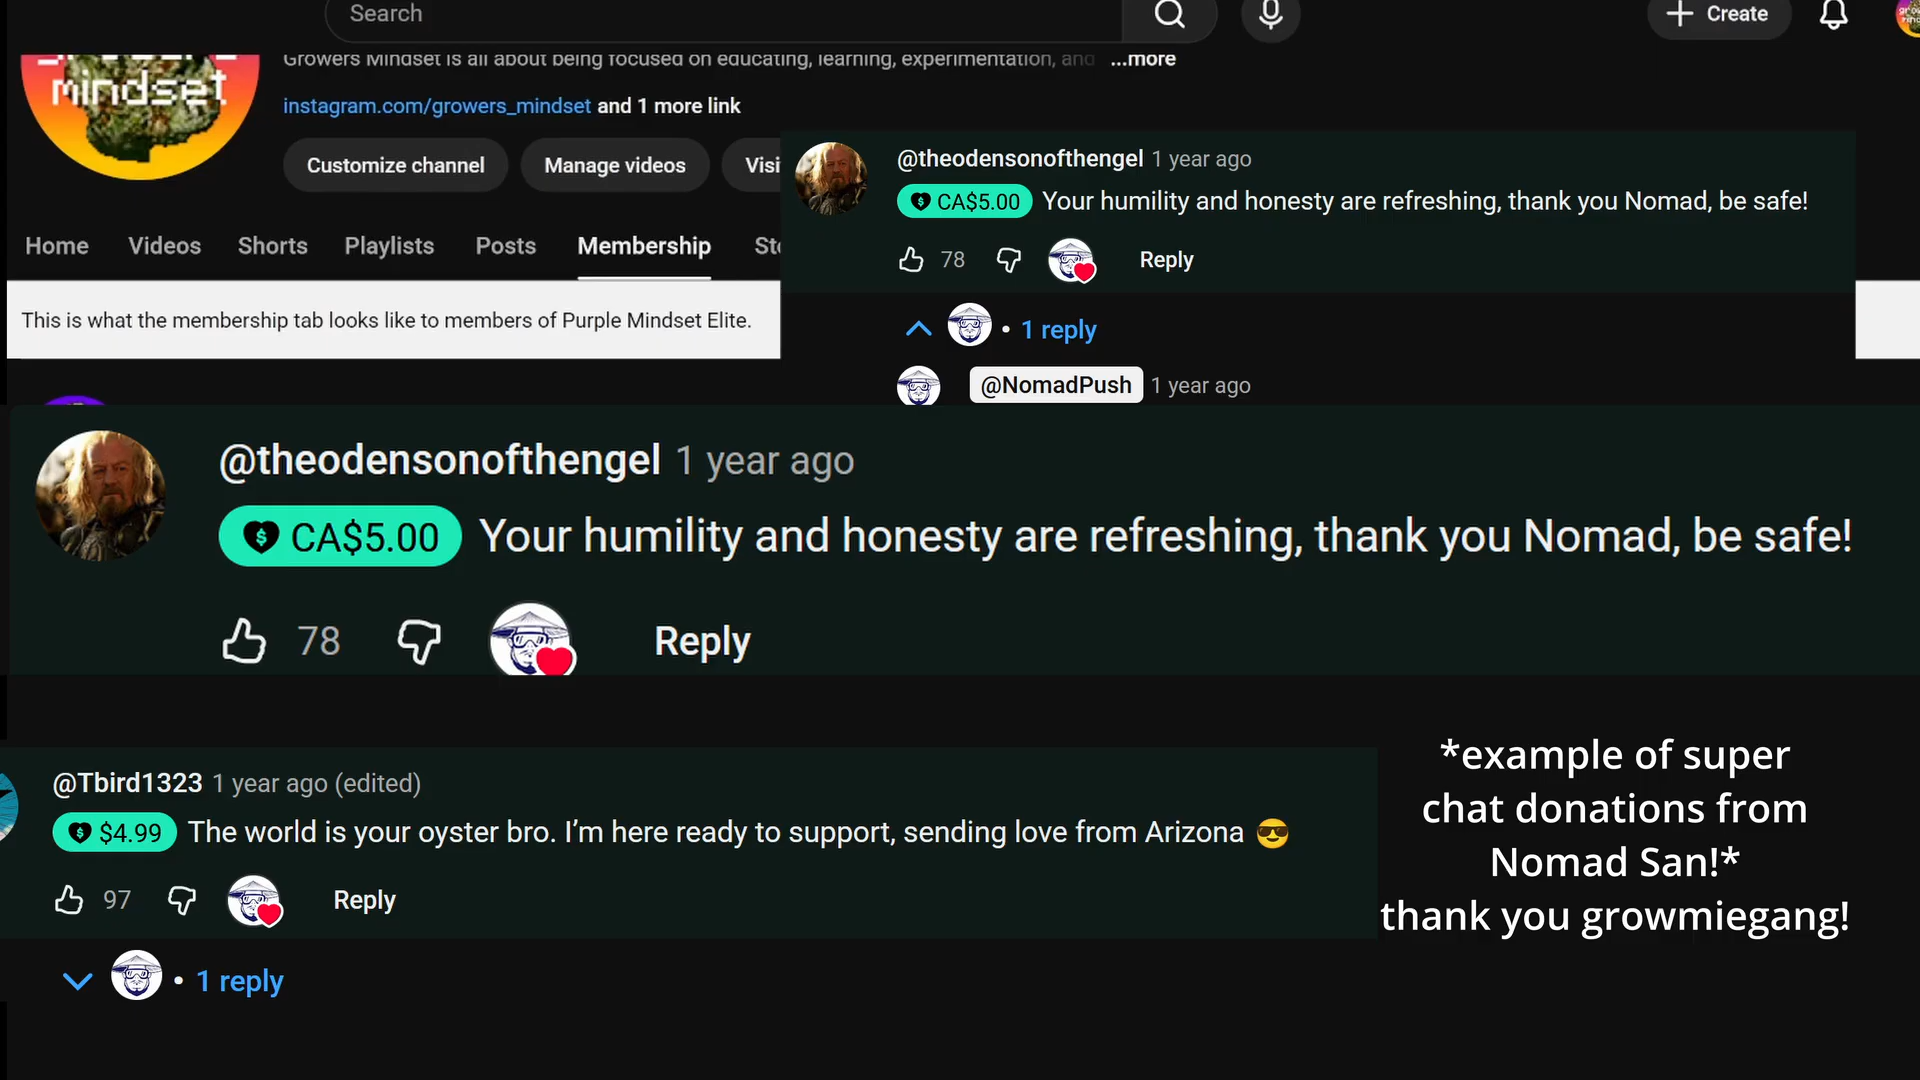 Search
Create
mindset
Growers Mindset is all about being focused on educating, learning, experimentation, and ...more
instagram.com/growers_mindset and 1 more link
Customize channel
Manage videos
Visi
Home
Videos
Shorts
Playlists
Posts
Membership
Sto
This is what the membership tab looks like to members of Purple Mindset Elite.
@theodensonofthengel 1 year ago
CA$5.00 Your humility and honesty are refreshing, thank you Nomad, be safe!
78
Reply
• 1 reply
@NomadPush 1 year ago
@theodensonofthengel 1 year ago
CA$5.00 Your humility and honesty are refreshing, thank you Nomad, be safe!
78
Reply
@Tbird1323 1 year ago (edited)
$4.99 The world is your oyster bro. I'm here ready to support, sending love from Arizona 😎
97
Reply
• 1 reply
*example of super
chat donations from
Nomad San!*
thank you growmiegang!